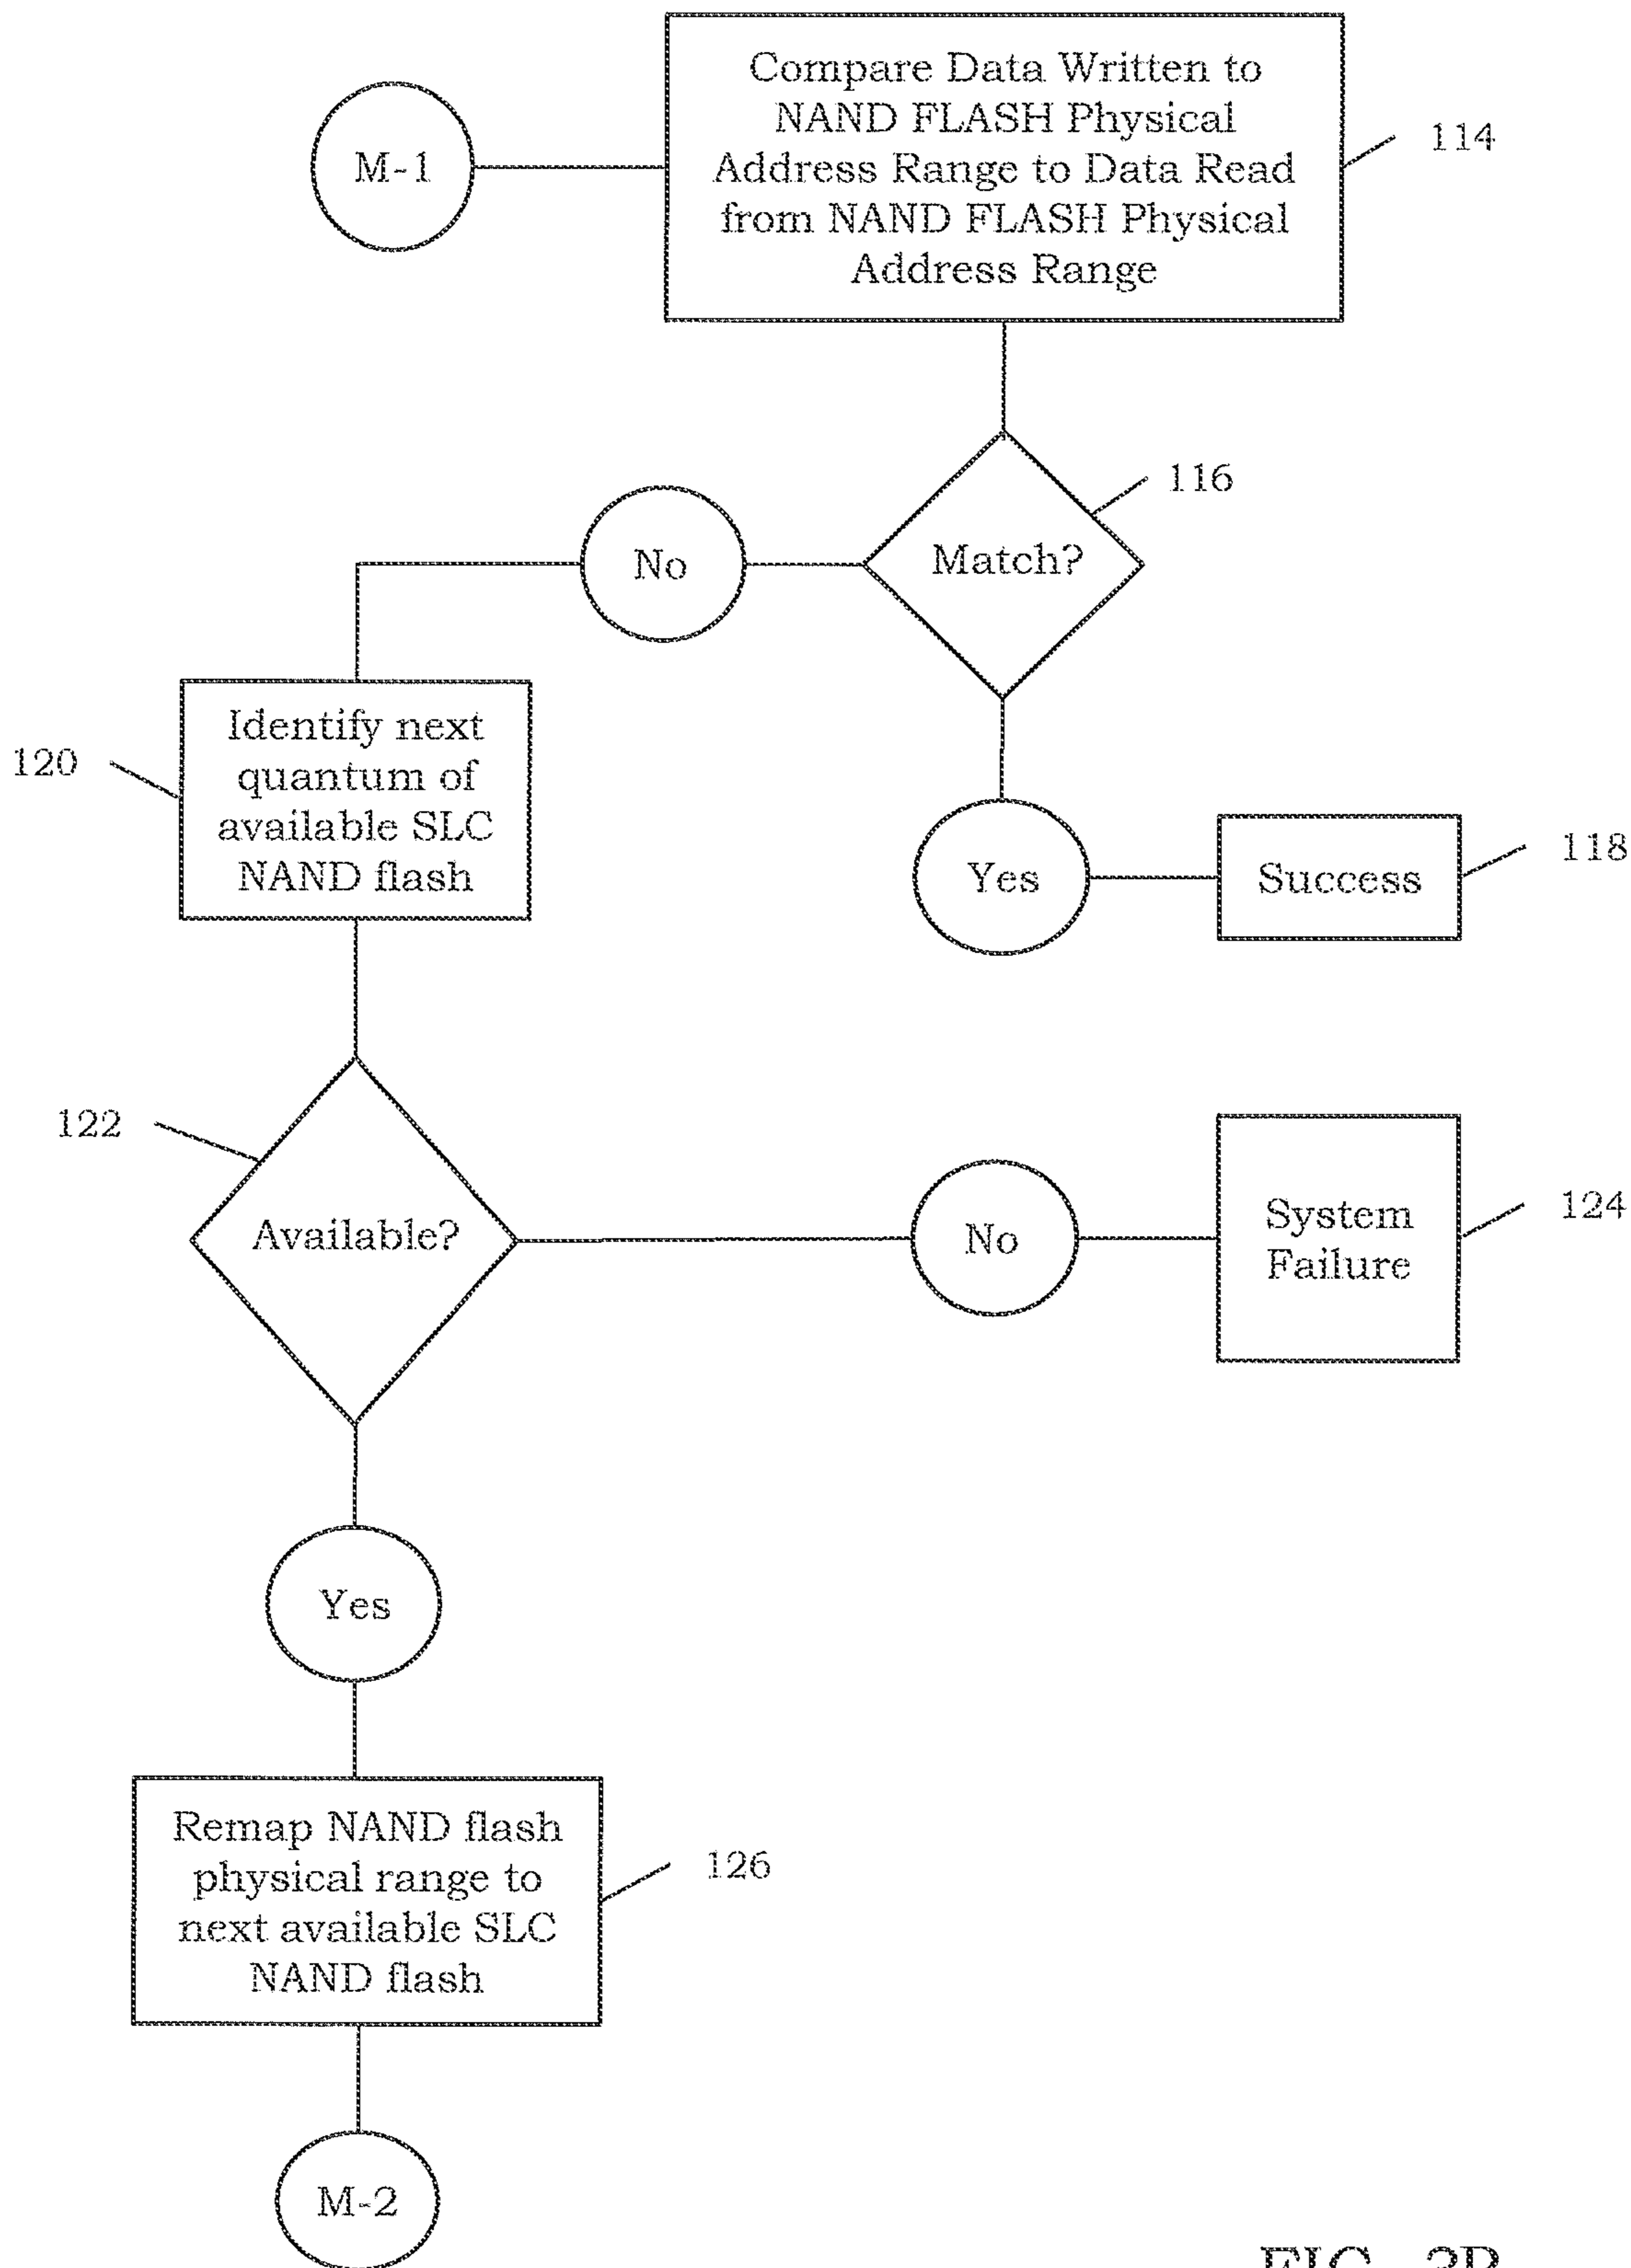 M-1
Compare Data Written to
NAND FLASH Physical
Address Range to Data Read
from NAND FLASH Physical
Address Range
114
116
Match?
No
Identify next
quantum of
available SLC
NAND flash
120
Yes
Success
118
122
Available?
No
System
Failure
124
Yes
Remap NAND flash
physical range to
next available SLC
NAND flash
126
M-2
FIG. 3B